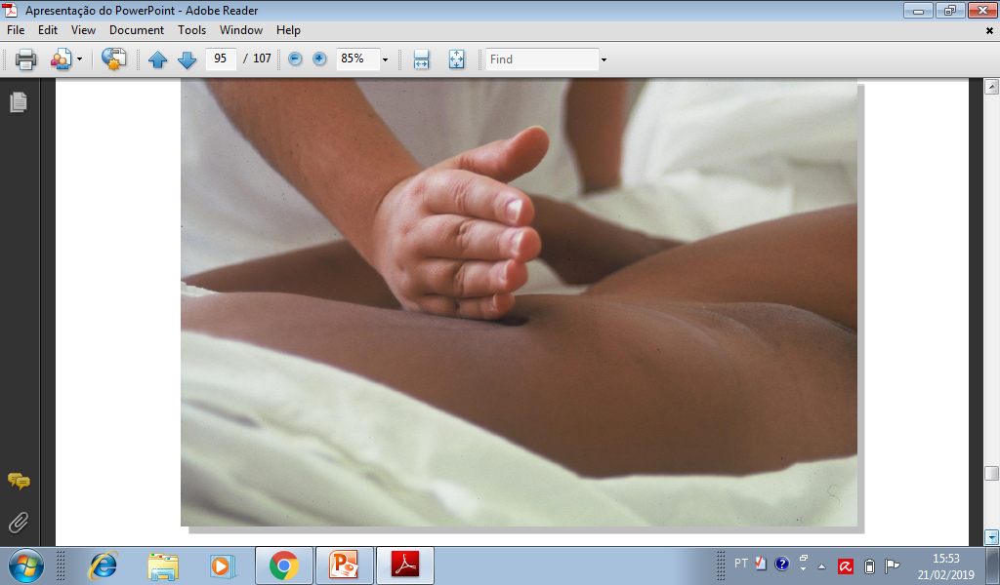 Apresentação do PowerPoint - Adobe Reader
File Edit View Document Tools Window Help
95 / 107 85% Find
PT 15:53
21/02/2019